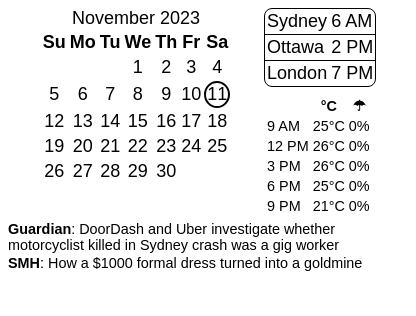 November 2023
Su Mo Tu We Th Fr Sa
1 2 3 4
5 6 7 8 9 10 11
12 13 14 15 16 17 18
19 20 21 22 23 24 25
26 27 28 29 30
Sydney 6 AM
Ottawa 2 PM
London 7 PM
°C ☂
9 AM 25°C 0%
12 PM 26°C 0%
3 PM 26°C 0%
6 PM 25°C 0%
9 PM 21°C 0%
Guardian: DoorDash and Uber investigate whether
motorcyclist killed in Sydney crash was a gig worker
SMH: How a $1000 formal dress turned into a goldmine